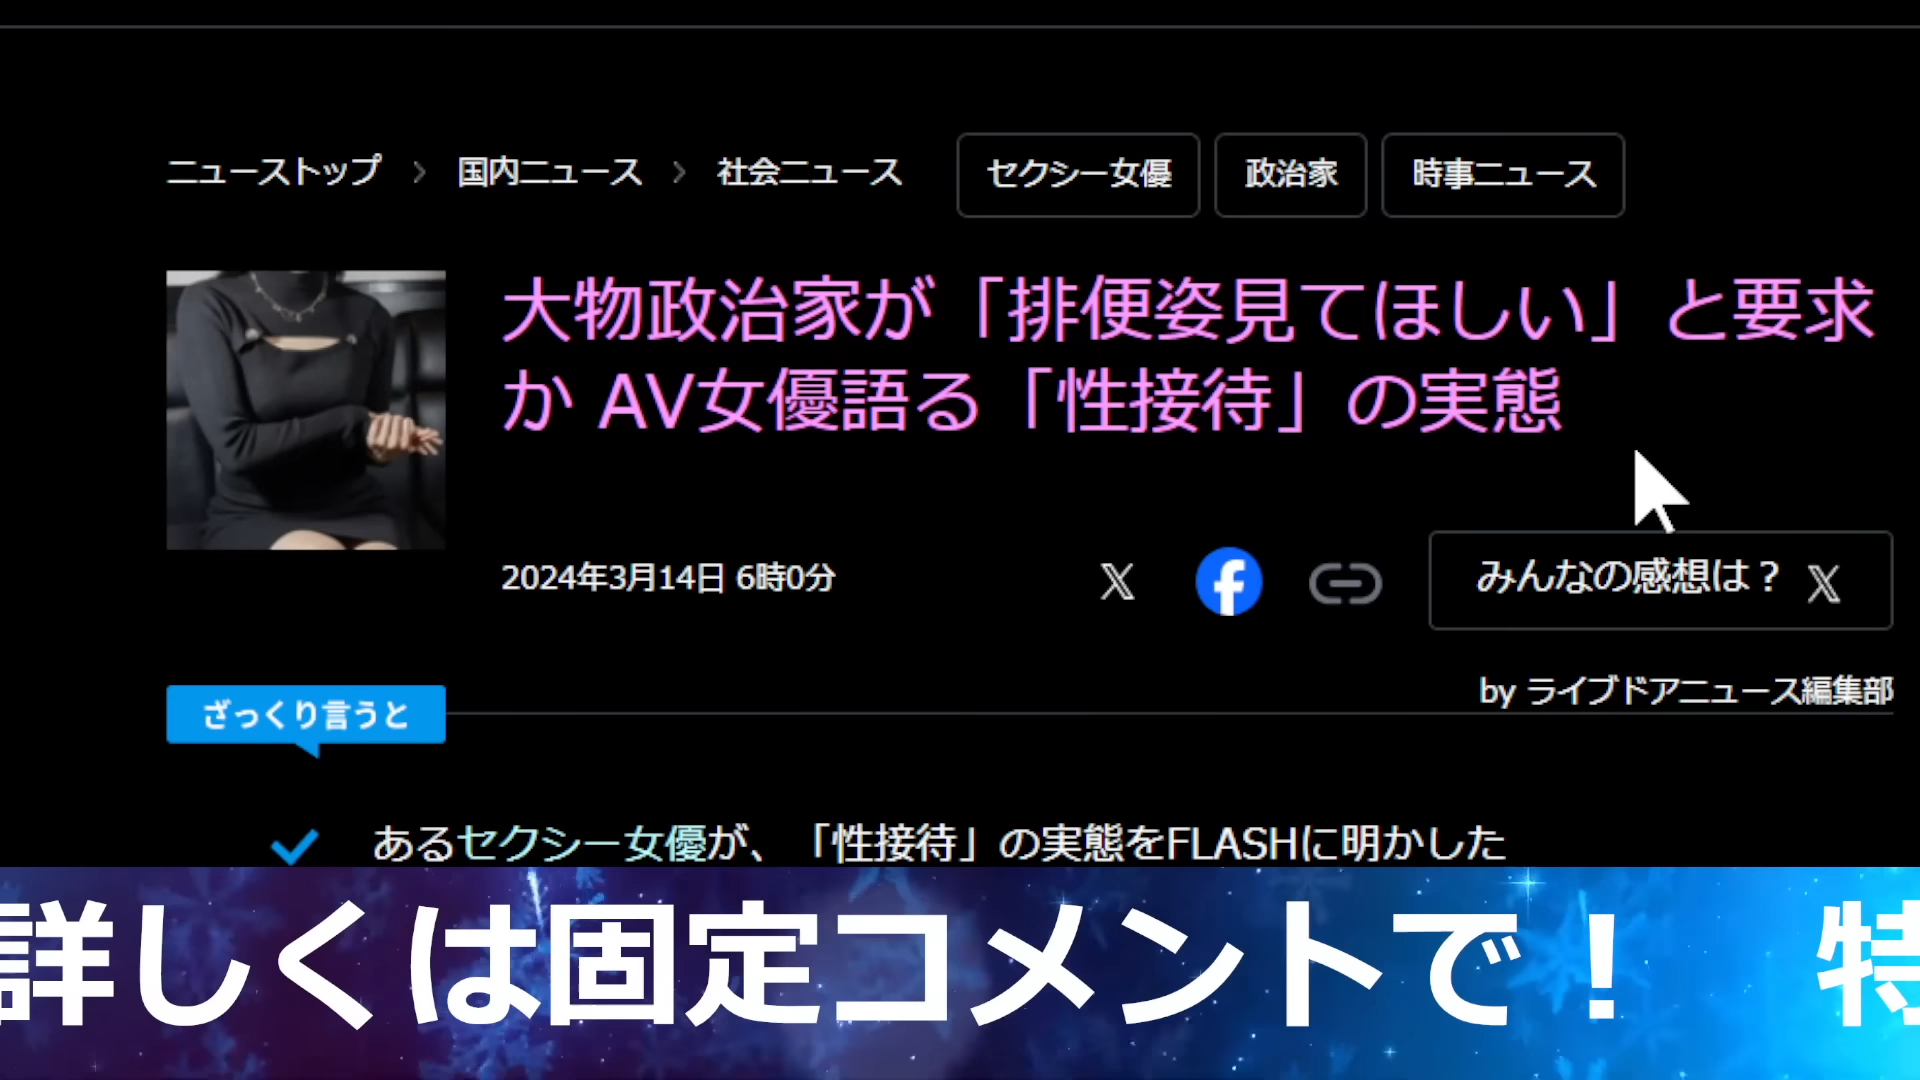 ニューストップ > 国内ニュース > 社会ニュース セクシー女優 政治家 時事ニュース
大物政治家が「排便姿見てほしい」と要求
か AV女優語る「性接待」の実態
2024年3月14日 6時0分 みんなの感想は？
by ライブドアニュース編集部
ざっくり言うと
あるセクシー女優が、「性接待」の実態をFLASHに明かした
詳しくは固定コメントで！ 特